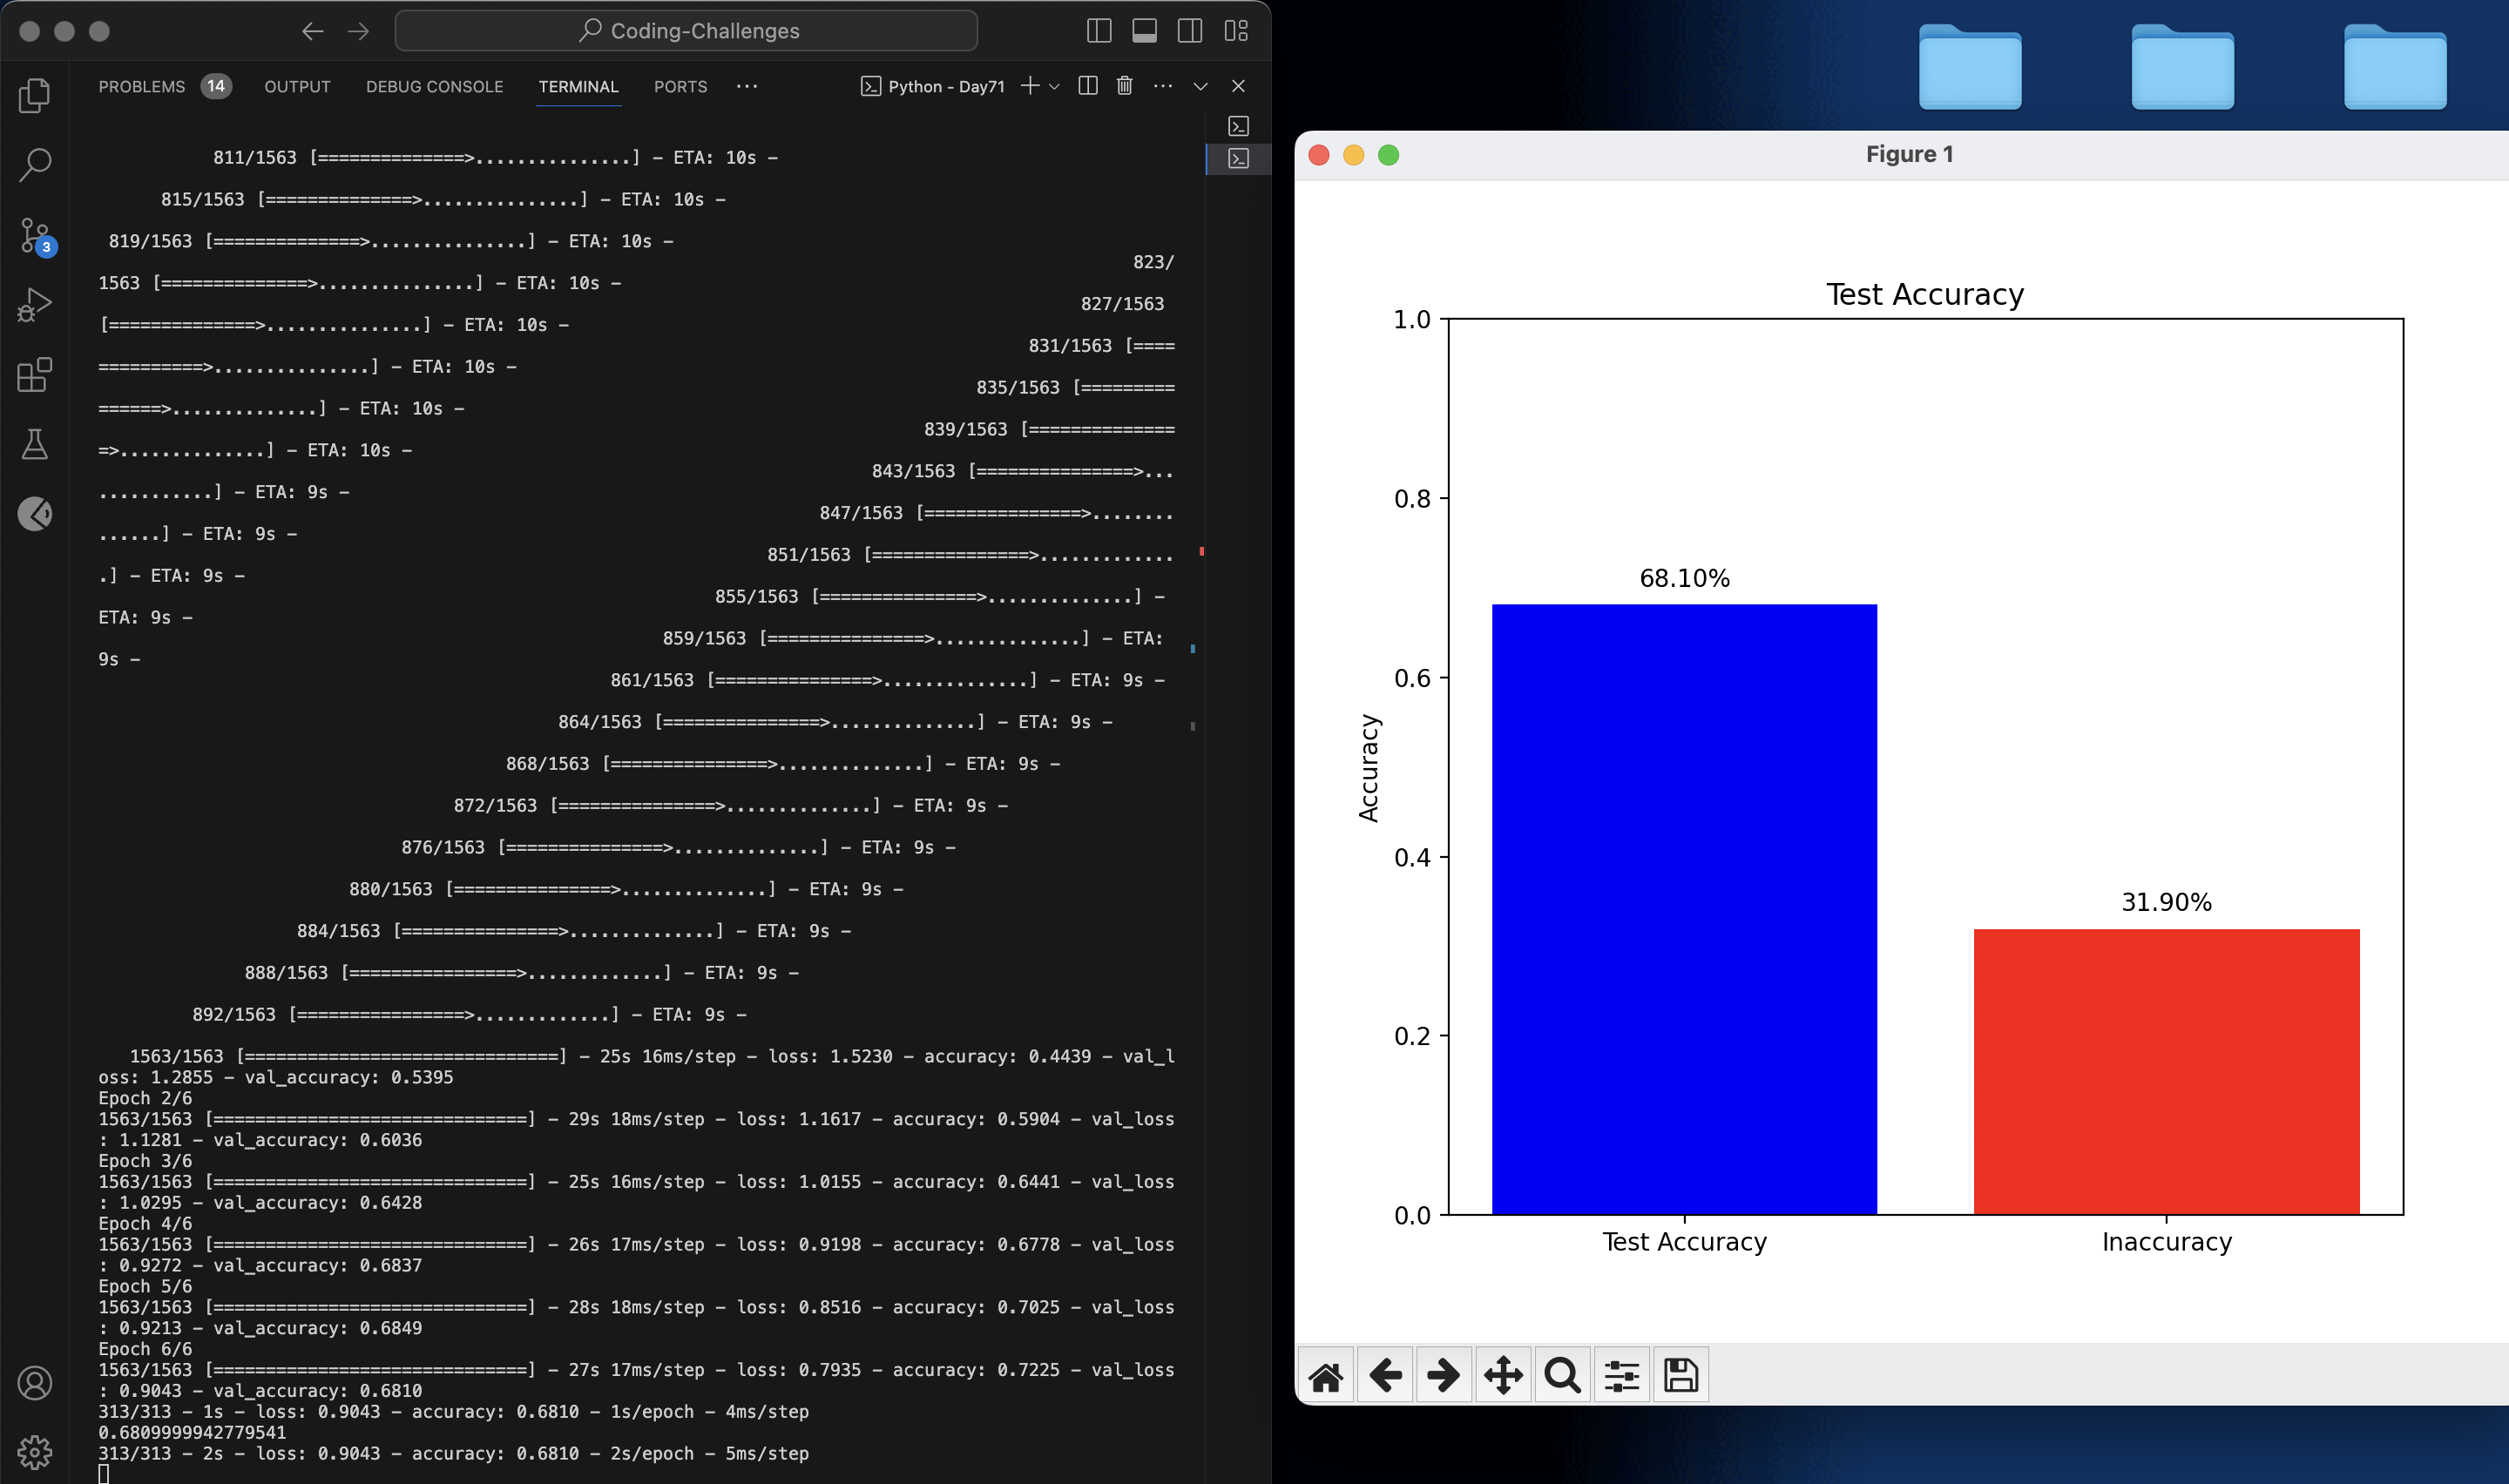 Coding-Challenges
PROBLEMS 14 OUTPUT DEBUG CONSOLE TERMINAL PORTS ··· Python - Day71
3
811/1563 [==============>...............] - ETA: 10s -
815/1563 [==============>...............] - ETA: 10s -
819/1563 [==============>...............] - ETA: 10s -
823/
1563 [==============>...............] - ETA: 10s -
827/1563
[==============>...............] - ETA: 10s -
831/1563 [====
==========>...............] - ETA: 10s -
835/1563 [=========
======>..............] - ETA: 10s -
839/1563 [==============
=>..............] - ETA: 10s -
843/1563 [===============>...
...........] - ETA: 9s -
847/1563 [===============>........
......] - ETA: 9s -
851/1563 [===============>.............
.] - ETA: 9s -
855/1563 [===============>..............] -
ETA: 9s -
859/1563 [===============>..............] - ETA:
9s -
861/1563 [===============>..............] - ETA: 9s -
864/1563 [===============>..............] - ETA: 9s -
868/1563 [===============>..............] - ETA: 9s -
872/1563 [===============>..............] - ETA: 9s -
876/1563 [===============>..............] - ETA: 9s -
880/1563 [===============>..............] - ETA: 9s -
884/1563 [===============>..............] - ETA: 9s -
888/1563 [================>.............] - ETA: 9s -
892/1563 [================>.............] - ETA: 9s -
1563/1563 [==============================] - 25s 16ms/step - loss: 1.5230 - accuracy: 0.4439 - val_l
oss: 1.2855 - val_accuracy: 0.5395
Epoch 2/6
1563/1563 [==============================] - 29s 18ms/step - loss: 1.1617 - accuracy: 0.5904 - val_loss
: 1.1281 - val_accuracy: 0.6036
Epoch 3/6
1563/1563 [==============================] - 25s 16ms/step - loss: 1.0155 - accuracy: 0.6441 - val_loss
: 1.0295 - val_accuracy: 0.6428
Epoch 4/6
1563/1563 [==============================] - 26s 17ms/step - loss: 0.9198 - accuracy: 0.6778 - val_loss
: 0.9272 - val_accuracy: 0.6837
Epoch 5/6
1563/1563 [==============================] - 28s 18ms/step - loss: 0.8516 - accuracy: 0.7025 - val_loss
: 0.9213 - val_accuracy: 0.6849
Epoch 6/6
1563/1563 [==============================] - 27s 17ms/step - loss: 0.7935 - accuracy: 0.7225 - val_loss
: 0.9043 - val_accuracy: 0.6810
313/313 - 1s - loss: 0.9043 - accuracy: 0.6810 - 1s/epoch - 4ms/step
0.6809999942779541
313/313 - 2s - loss: 0.9043 - accuracy: 0.6810 - 2s/epoch - 5ms/step
Figure 1
Test Accuracy
1.0
0.8
0.6
0.4
0.2
0.0
Accuracy
68.10%
31.90%
Test Accuracy
Inaccuracy